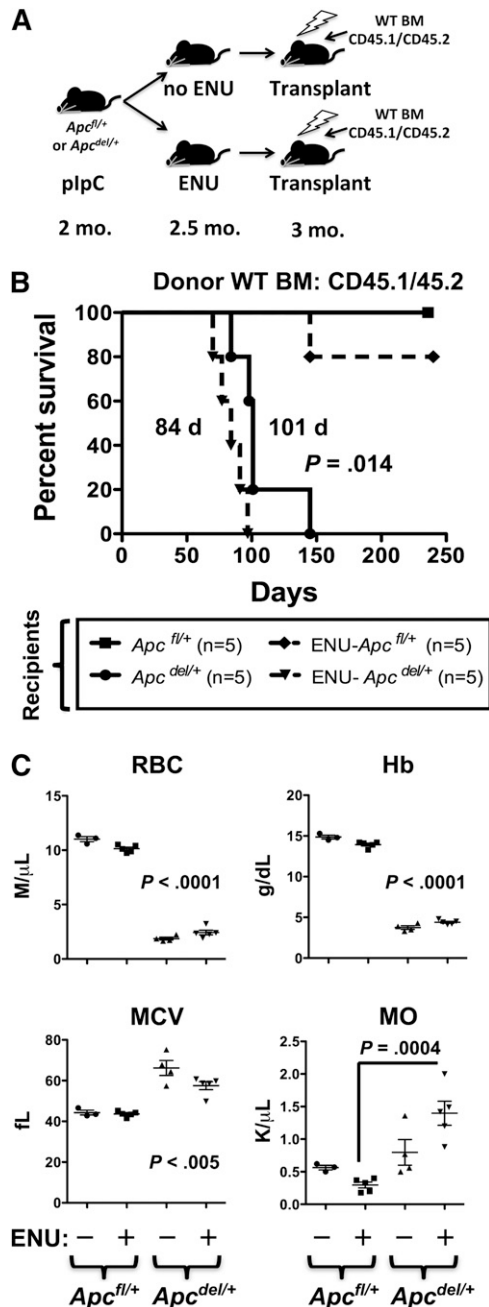 A
WT BM
CD45.1/CD45.2
no ENU
Transplant
Apc^fl/+
or Apc^del/+
WT BM
CD45.1/CD45.2
pIpC
ENU
Transplant
2 mo.
2.5 mo.
3 mo.
B
Donor WT BM: CD45.1/45.2
Percent survival
100
80
60
40
20
0
84 d
101 d
P = .014
0
50
100
150
200
250
Days
Recipients
Apc^fl/+ (n=5)
ENU-Apc^fl/+ (n=5)
Apc^del/+ (n=5)
ENU- Apc^del/+ (n=5)
C
RBC
M/μL
15
10
5
0
P < .0001
Hb
g/dL
20
15
10
5
0
P < .0001
MCV
fL
80
60
40
20
0
P < .005
MO
K/μL
2.5
2.0
1.5
1.0
0.5
0.0
P = .0004
ENU: − + − + − + − +
Apc^fl/+ Apc^del/+ Apc^fl/+ Apc^del/+